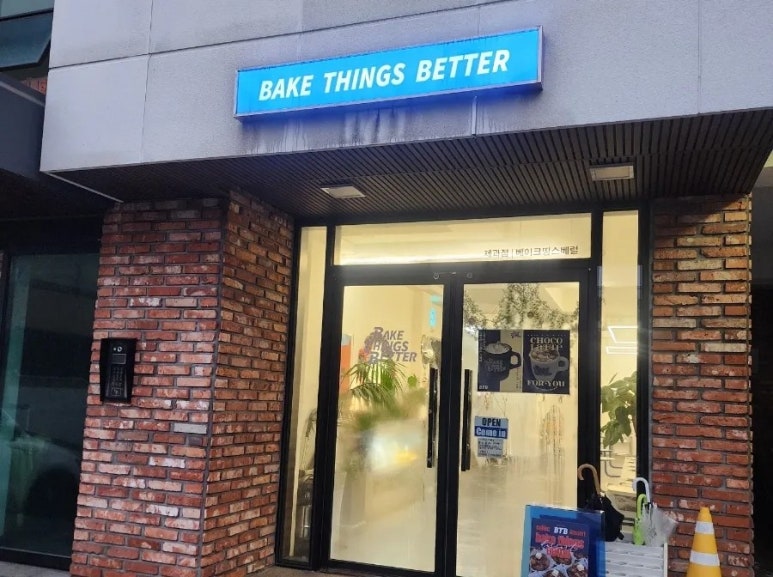 BAKE THINGS BETTER
제과점 | 베이크띵스베럴
BAKE
THINGS
BETTER
CHOCO
LATTE
FOR YOU
BTB
OPEN
Come in
BTB
Bake Things